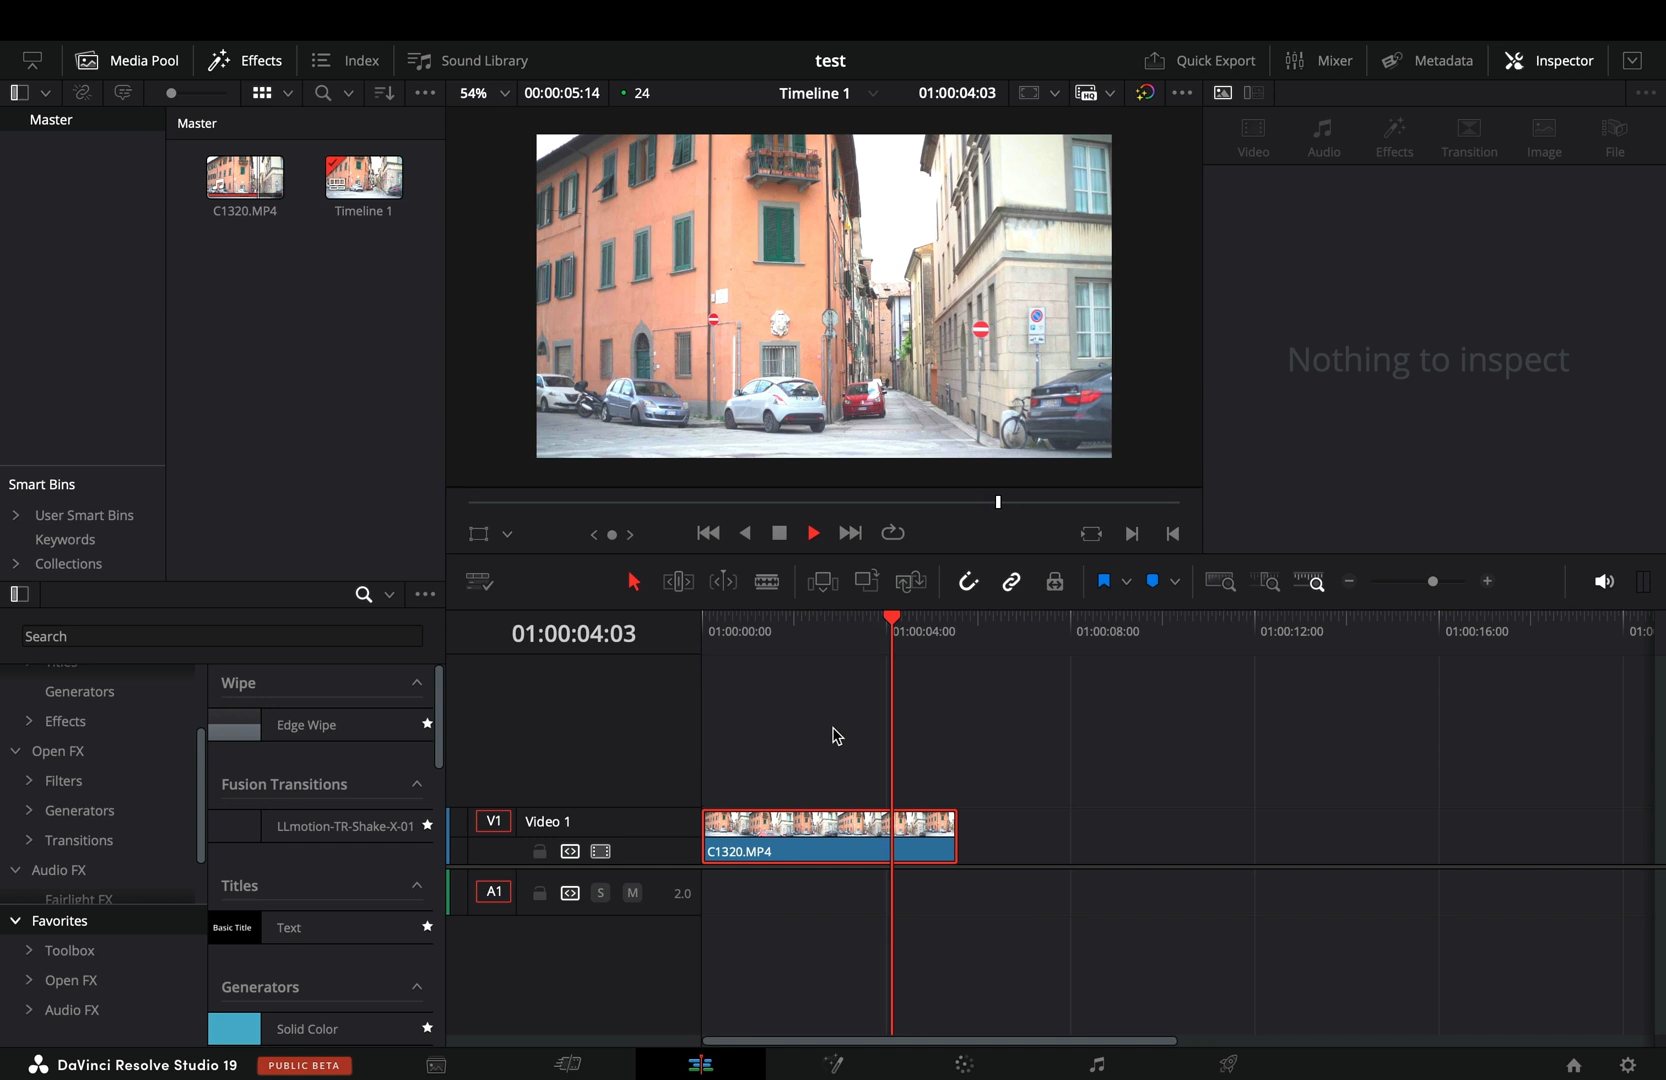 Media Pool
Effects
Index
Sound Library
test
Quick Export
Mixer
Metadata
Inspector
54%
00:00:05:14
24
Timeline 1
01:00:04:03
HQ
Master
Master
C1320.MP4
Timeline 1
Video
Audio
Effects
Transition
Image
File
Nothing to inspect
Smart Bins
User Smart Bins
Keywords
Collections
Search
Titles
Generators
Effects
Open FX
Filters
Generators
Transitions
Audio FX
Fairlight FX
Favorites
Toolbox
Open FX
Audio FX
Wipe
Edge Wipe
Fusion Transitions
LLmotion-TR-Shake-X-01
Titles
Basic Title
Text
Generators
Solid Color
01:00:04:03
01:00:00:00
01:00:04:00
01:00:08:00
01:00:12:00
01:00:16:00
01:0
V1
Video 1
C1320.MP4
A1
S
M
2.0
DaVinci Resolve Studio 19
PUBLIC BETA